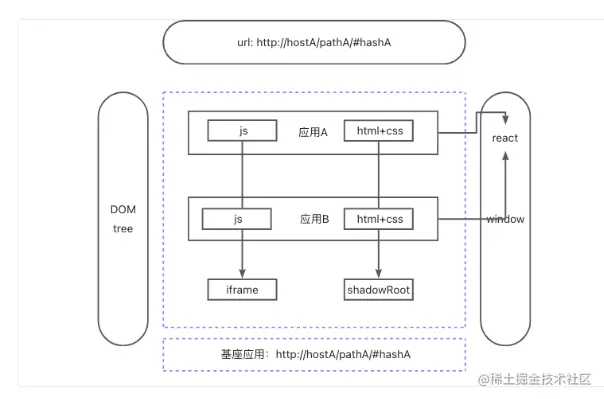 url: http://hostA/pathA/#hashA
js
应用A
html+css
react
DOM
tree
js
应用B
html+css
window
iframe
shadowRoot
基座应用：http://hostA/pathA/#hashA
@稀土掘金技术社区